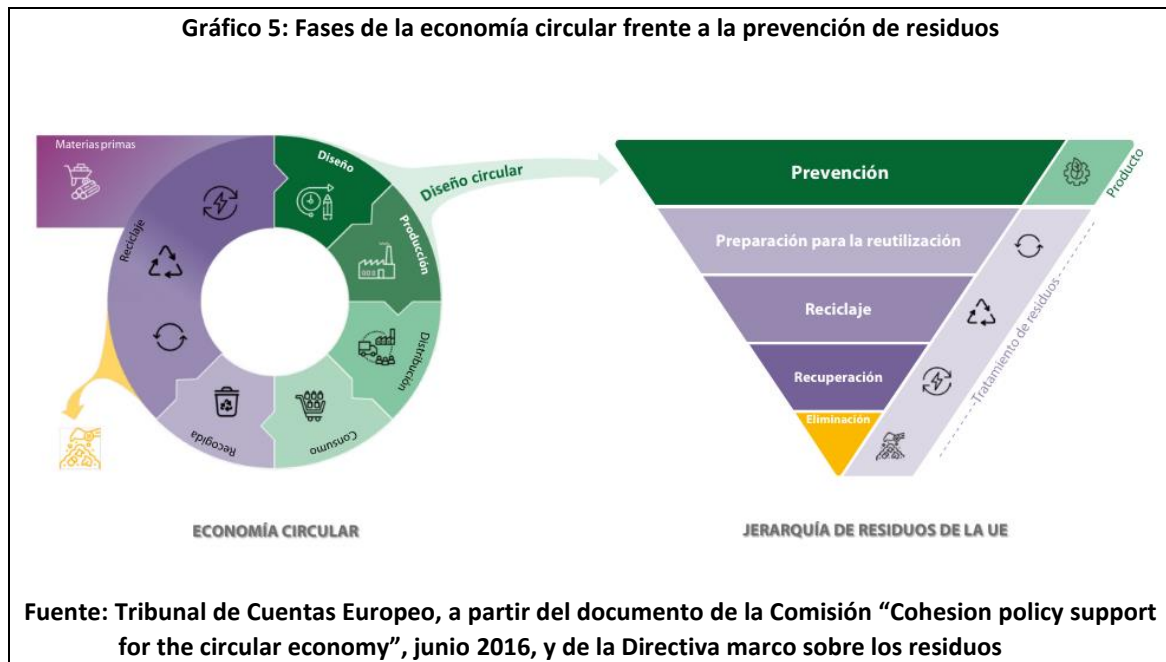 Gráfico 5: Fases de la economía circular frente a la prevención de residuos
Materias primas
Diseño
Producción
Distribución
Consumo
Recogida
Reciclaje
Diseño circular
ECONOMÍA CIRCULAR
Prevención
Preparación para la reutilización
Reciclaje
Recuperación
Eliminación
Producto
Tratamiento de residuos
JERARQUÍA DE RESIDUOS DE LA UE
Fuente: Tribunal de Cuentas Europeo, a partir del documento de la Comisión “Cohesion policy support
for the circular economy”, junio 2016, y de la Directiva marco sobre los residuos